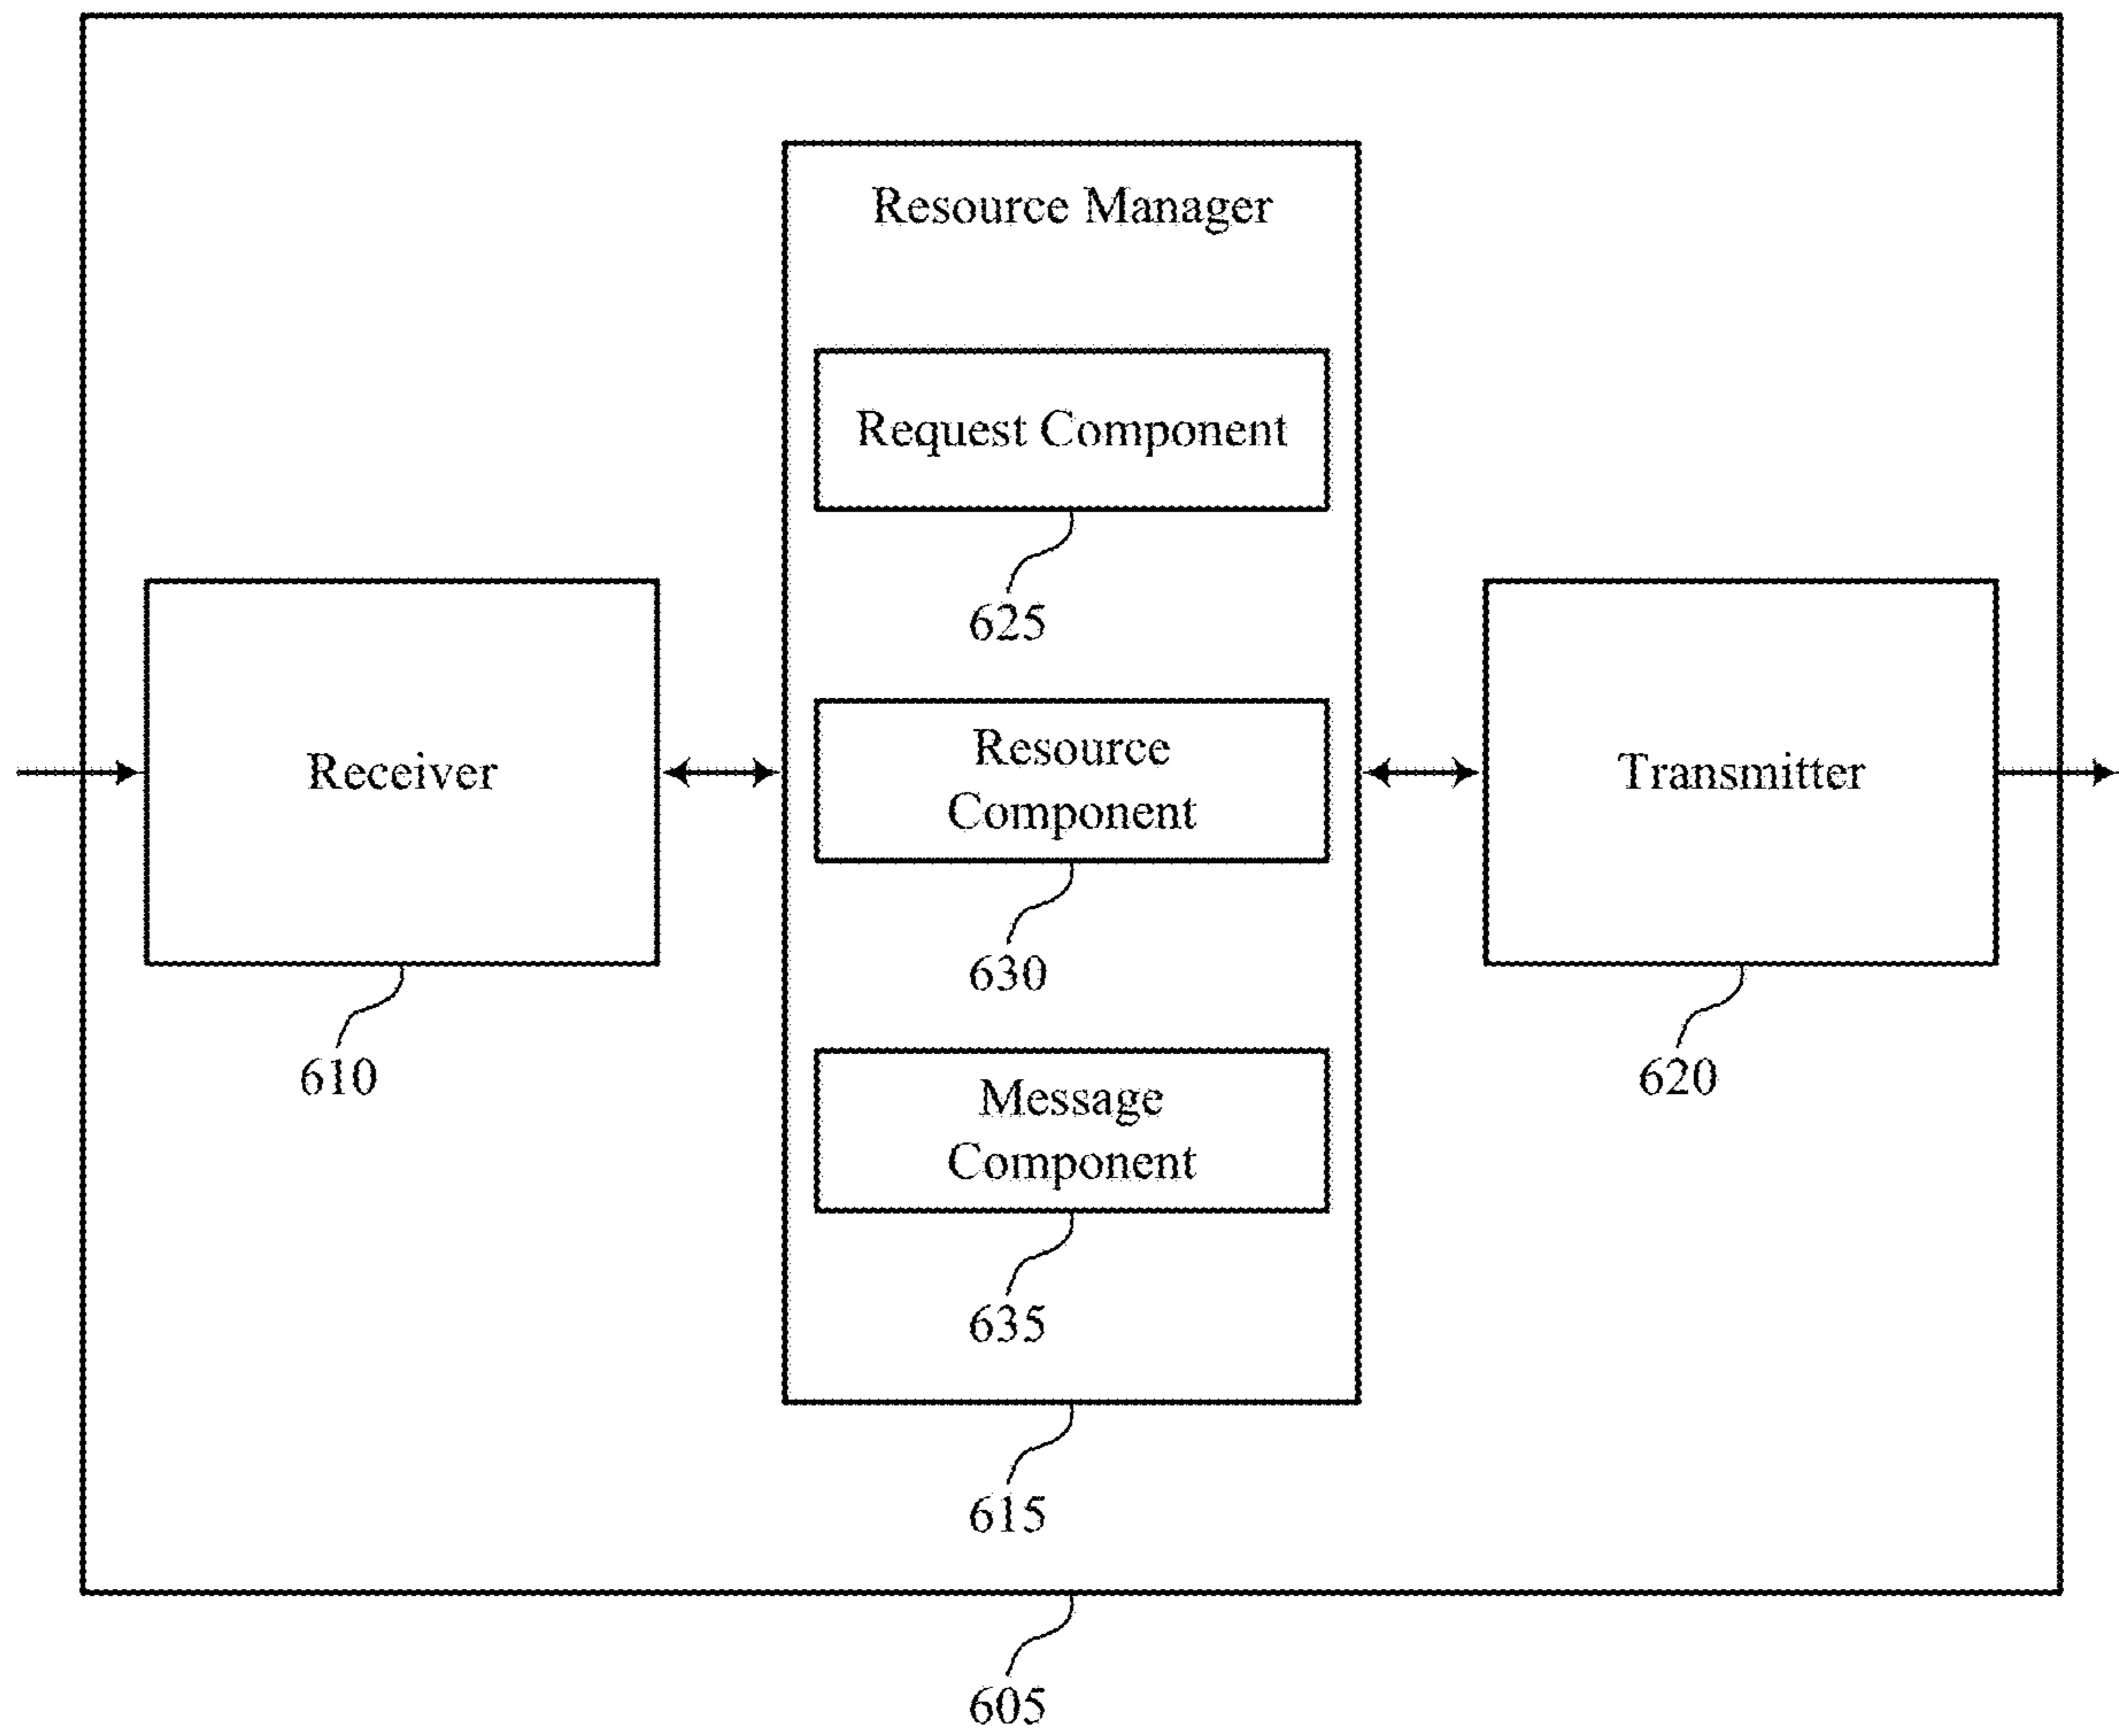 Resource Manager
Request Component
625
Receiver
610
Resource
Component
630
Message
Component
635
615
Transmitter
620
605